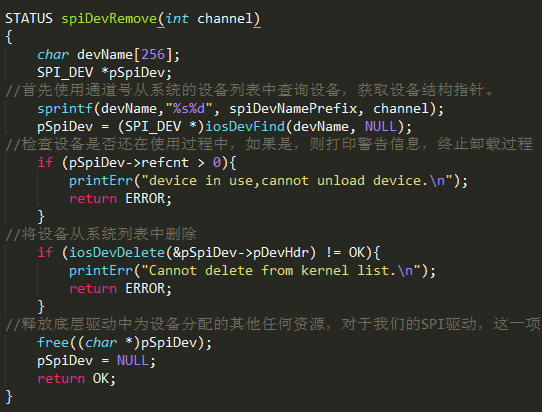 STATUS spiDevRemove(int channel)
{
    char devName[256];
    SPI_DEV *pSpiDev;
//首先使用通道号从系统的设备列表中查询设备，获取设备结构指针。
    sprintf(devName,"%s%d", spiDevNamePrefix, channel);
    pSpiDev = (SPI_DEV *)iosDevFind(devName, NULL);
//检查设备是否还在使用过程中，如果是，则打印警告信息，终止卸载过程
    if (pSpiDev->refcnt > 0){
        printErr("device in use,cannot unload device.\n");
        return ERROR;
    }
//将设备从系统列表中删除
    if (iosDevDelete(&pSpiDev->pDevHdr) != OK){
        printErr("Cannot delete from kernel list.\n");
        return ERROR;
    }
//释放底层驱动中为设备分配的其他任何资源，对于我们的SPI驱动，这一项
    free((char *)pSpiDev);
    pSpiDev = NULL;
    return OK;
}